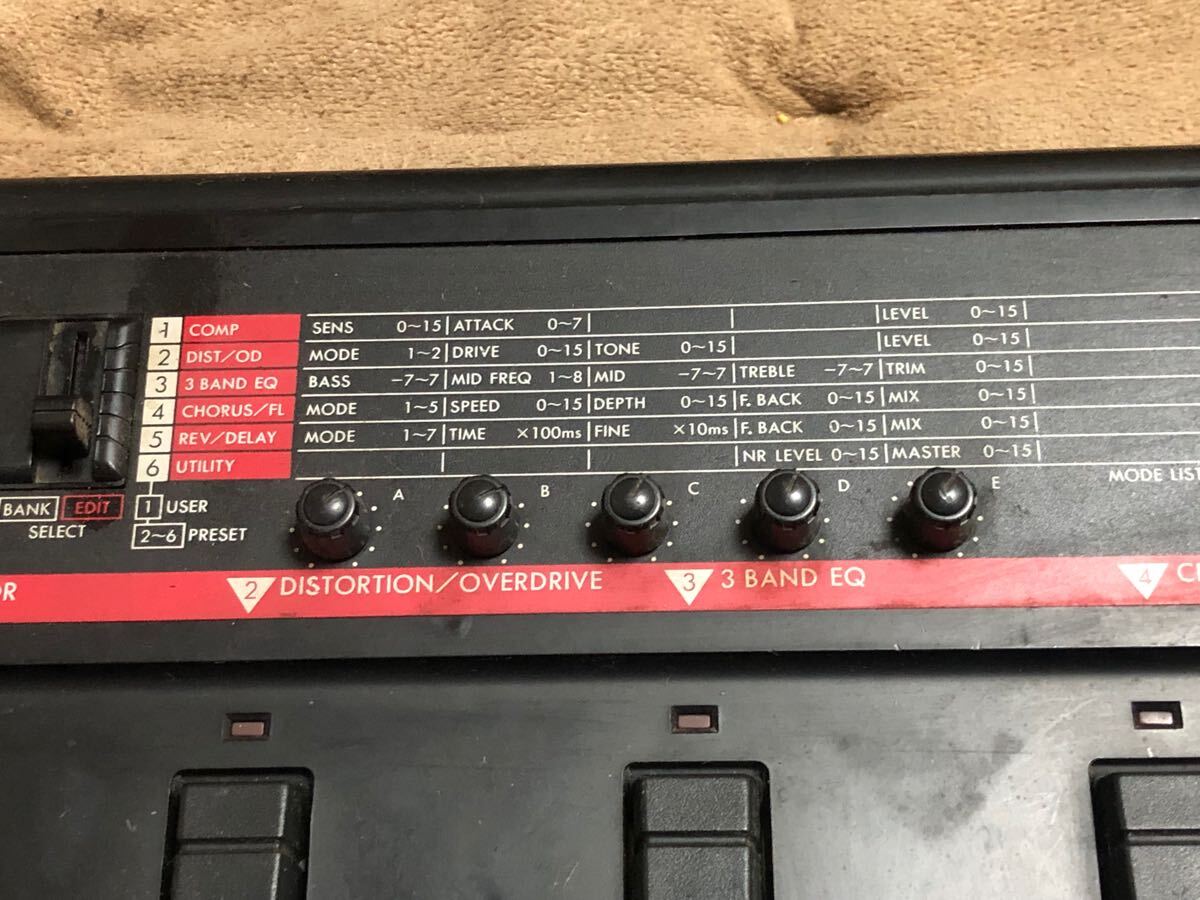 1 COMP SENS 0~15 ATTACK 0~7 LEVEL 0~15
2 DIST/OD MODE 1~2 DRIVE 0~15 TONE 0~15 LEVEL 0~15
3 3 BAND EQ BASS -7~7 MID FREQ 1~8 MID -7~7 TREBLE -7~7 TRIM 0~15
4 CHORUS/FL MODE 1~5 SPEED 0~15 DEPTH 0~15 F. BACK 0~15 MIX 0~15
5 REV/DELAY MODE 1~7 TIME ×100ms FINE ×10ms F. BACK 0~15 MIX 0~15
6 UTILITY NR LEVEL 0~15 MASTER 0~15
MODE LIST
A B C D E
BANK EDIT 1 USER
SELECT 2~6 PRESET
OR 2 DISTORTION/OVERDRIVE 3 3 BAND EQ 4